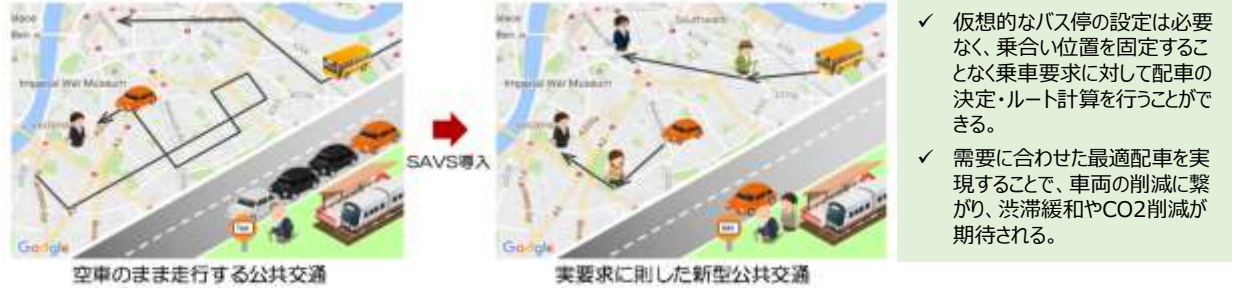 Imperial War Museum
Google
空車のまま走行する公共交通
SAVS導入
Southwark
Imperial War Museum
Google
実要求に則した新型公共交通
✓ 仮想的なバス停の設定は必要
なく、乗合い位置を固定するこ
となく乗車要求に対して配車の
決定・ルート計算を行うことがで
きる。
✓ 需要に合わせた最適配車を実
現することで、車両の削減に繋
がり、渋滞緩和やCO2削減が
期待される。